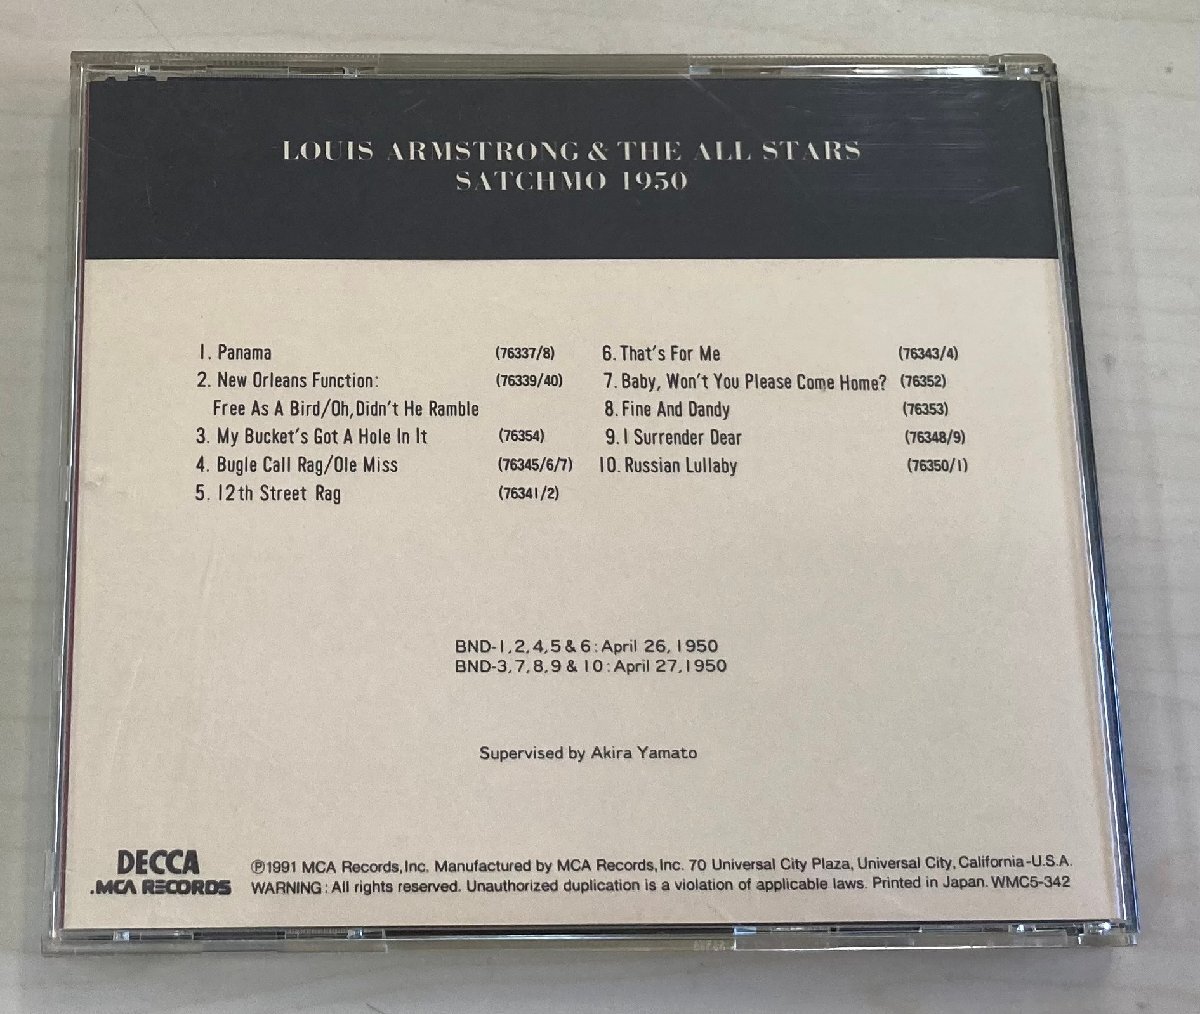 LOUIS ARMSTRONG & THE ALL STARS
SATCHMO 1950
1. Panama (76337/8)
2. New Orleans Function: (76339/40)
Free As A Bird/Oh, Didn't He Ramble
3. My Bucket's Got A Hole In It (76354)
4. Bugle Call Rag/Ole Miss (76345/6/7)
5. 12th Street Rag (76341/2)
6. That's For Me (76343/4)
7. Baby, Won't You Please Come Home? (76352)
8. Fine And Dandy (76353)
9. I Surrender Dear (76348/9)
10. Russian Lullaby (76350/1)
BND-1,2,4,5 & 6: April 26, 1950
BND-3,7,8,9 & 10: April 27,1950
Supervised by Akira Yamato
DECCA
.MCA RECORDS
℗1991 MCA Records, Inc. Manufactured by MCA Records, Inc. 70 Universal City Plaza, Universal City, California-U.S.A.
WARNING: All rights reserved. Unauthorized duplication is a violation of applicable laws. Printed in Japan. WMC5-342